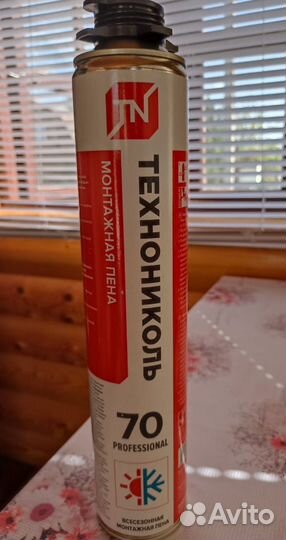 TN
ТЕХНОНИКОЛЬ
МОНТАЖНАЯ ПЕНА
70
PROFESSIONAL
ВСЕСЕЗОННАЯ
МОНТАЖНАЯ ПЕНА
Avito